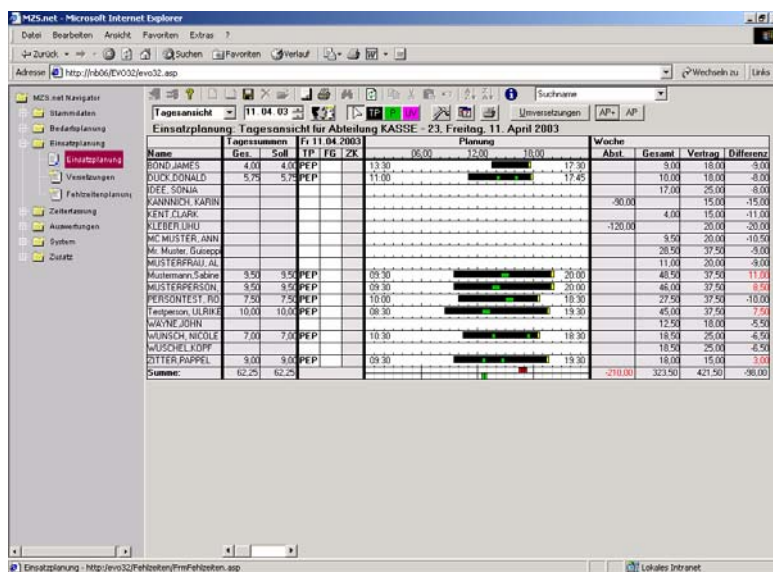 MZS.net - Microsoft Internet Explorer
Datei Bearbeiten Ansicht Favoriten Extras ?
Zurück Suchen Favoriten Verlauf
Adresse http://nb06/EVO32/evo32.asp Wechseln zu Links
MZS.net Navigator
Stammdaten
Bedarfsplanung
Einsatzplanung
Einsatzplanung
Versetzungen
Fehlzeitenplanung
Zeiterfassung
Auswertungen
System
Zusatz
Suchname
Tagesansicht 11.04.03 TP P UV Umversetzungen AP+ AP
Einsatzplanung: Tagesansicht für Abteilung KASSE - 23, Freitag, 11. April 2003
Tagessummen Fr 11.04.2003 Planung Woche
Name Ges. Soll TP FG ZK 06,00 12,00 18,00 Abst. Gesamt Vertrag Differenz
BOND,JAMES 4,00 4,00 PEP 13:30 17:30 9,00 18,00 -9,00
DUCK,DONALD 5,75 5,75 PEP 11:00 17:45 10,00 18,00 -8,00
IDEE, SONJA 17,00 25,00 -8,00
KANNNICH, KARIN -90,00 15,00 -15,00
KENT,CLARK 4,00 15,00 -11,00
KLEBER,UHU -120,00 20,00 -20,00
MC MUSTER, ANN 9,50 20,00 -10,50
Mr. Muster, Guisepp 28,50 37,50 -9,00
MUSTERFRAU, AL 11,00 20,00 -9,00
Mustermann,Sabine 9,50 9,50 PEP 09:30 20:00 48,50 37,50 11,00
MUSTERPERSON, 9,50 9,50 PEP 09:30 20:00 46,00 37,50 8,50
PERSONTEST, RO 7,50 7,50 PEP 10:00 18:30 27,50 37,50 -10,00
Testperson, ULRIKE 10,00 10,00 PEP 08:30 19:30 45,00 37,50 7,50
WAYNE,JOHN 12,50 18,00 -5,50
WUNSCH, NICOLE 7,00 7,00 PEP 10:30 18:30 18,50 25,00 -6,50
WUSCHEL,KOPF 18,50 25,00 -6,50
ZITTER,PAPPEL 9,00 9,00 PEP 09:30 19:30 18,00 15,00 3,00
Summe: 62,25 62,25 -210,00 323,50 421,50 -98,00
Einsatzplanung - http:/evo32/Fehlzeiten/FrmFehlzeiten.asp Lokales Intranet